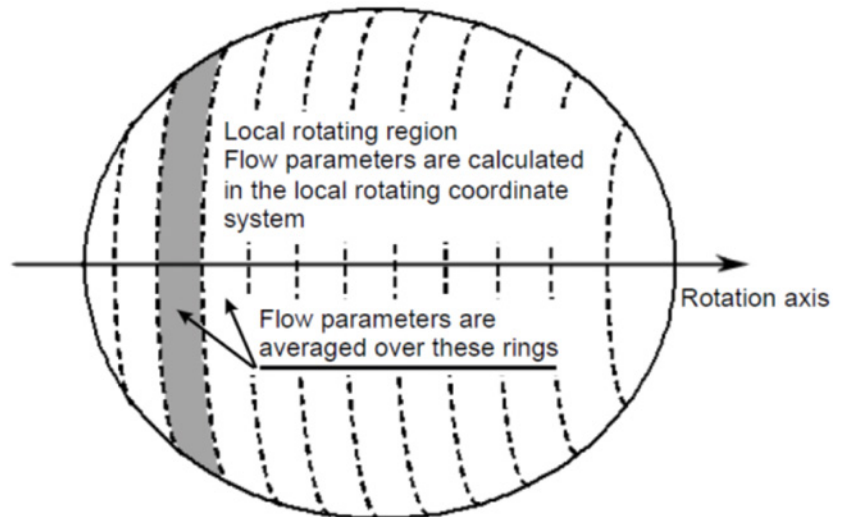 Local rotating region
Flow parameters are calculated
in the local rotating coordinate
system
Rotation axis
Flow parameters are
averaged over these rings